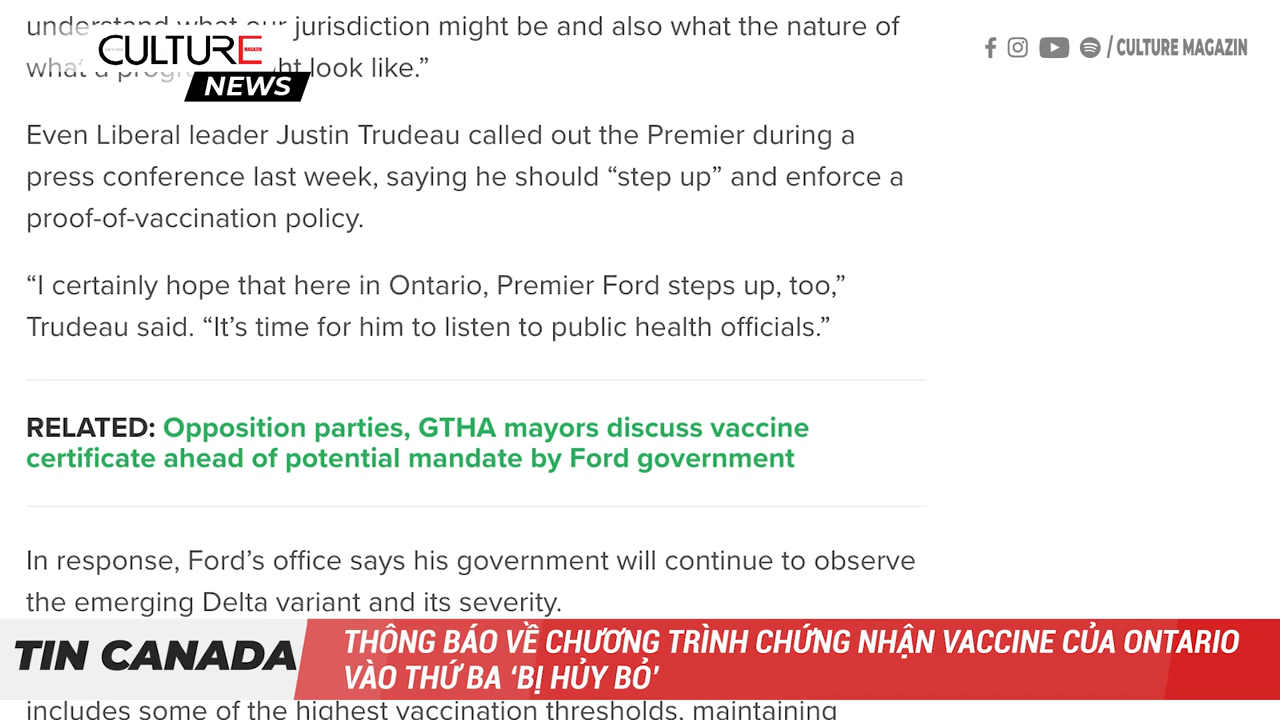 understand what our jurisdiction might be and also what the nature of
what a might look like.”
CULTURE
MAGAZIN
NEWS
/ CULTURE MAGAZIN
Even Liberal leader Justin Trudeau called out the Premier during a
press conference last week, saying he should “step up” and enforce a
proof-of-vaccination policy.
“I certainly hope that here in Ontario, Premier Ford steps up, too,”
Trudeau said. “It’s time for him to listen to public health officials.”
RELATED: Opposition parties, GTHA mayors discuss vaccine
certificate ahead of potential mandate by Ford government
In response, Ford’s office says his government will continue to observe
the emerging Delta variant and its severity.
TIN CANADA
THÔNG BÁO VỀ CHƯƠNG TRÌNH CHỨNG NHẬN VACCINE CỦA ONTARIO
VÀO THỨ BA ‘BỊ HỦY BỎ’
includes some of the highest vaccination thresholds, maintaining